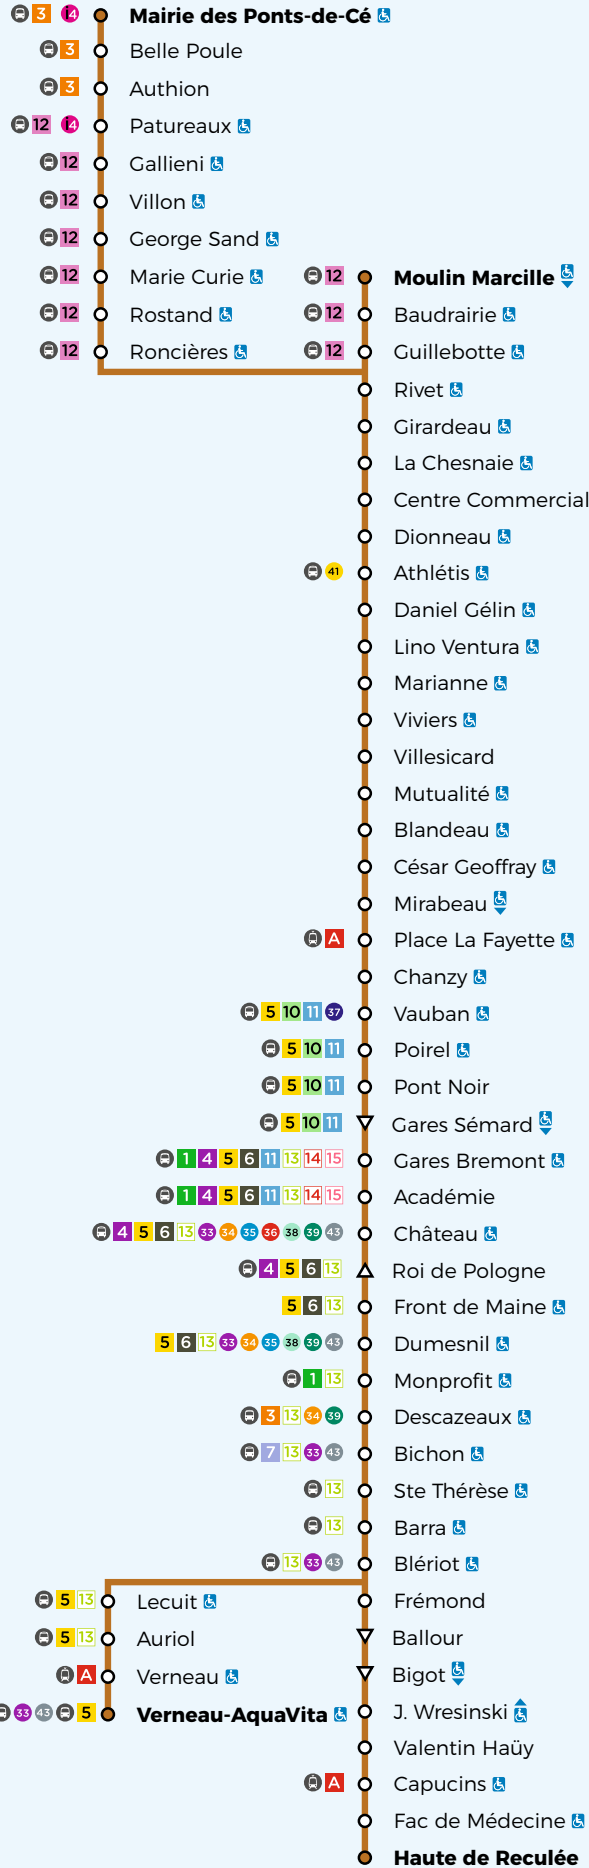 3 i4 Mairie des Ponts-de-Cé
3 Belle Poule
3 Authion
12 i4 Patureaux
12 Gallieni
12 Villon
12 George Sand
12 Marie Curie
12 Moulin Marcille
12 Rostand
12 Baudrairie
12 Roncières
12 Guillebotte
Rivet
Girardeau
La Chesnaie
Centre Commercial
Dionneau
41 Athlétis
Daniel Gélin
Lino Ventura
Marianne
Viviers
Villesicard
Mutualité
Blandeau
César Geoffray
Mirabeau
A Place La Fayette
Chanzy
5 10 11 37 Vauban
5 10 11 Poirel
5 10 11 Pont Noir
5 10 11 Gares Sémard
1 4 5 6 11 13 14 15 Gares Bremont
1 4 5 6 11 13 14 15 Académie
4 5 6 13 33 34 35 36 38 39 43 Château
4 5 6 13 Roi de Pologne
5 6 13 Front de Maine
5 6 13 33 34 35 38 39 43 Dumesnil
1 13 Monprofit
3 13 34 39 Descazeaux
7 13 33 43 Bichon
13 Ste Thérèse
13 Barra
13 33 43 Blériot
5 13 Lecuit
Frémond
5 13 Auriol
Ballour
A Verneau
Bigot
33 43 5 Verneau-AquaVita
J. Wresinski
Valentin Haüy
A Capucins
Fac de Médecine
Haute de Reculée